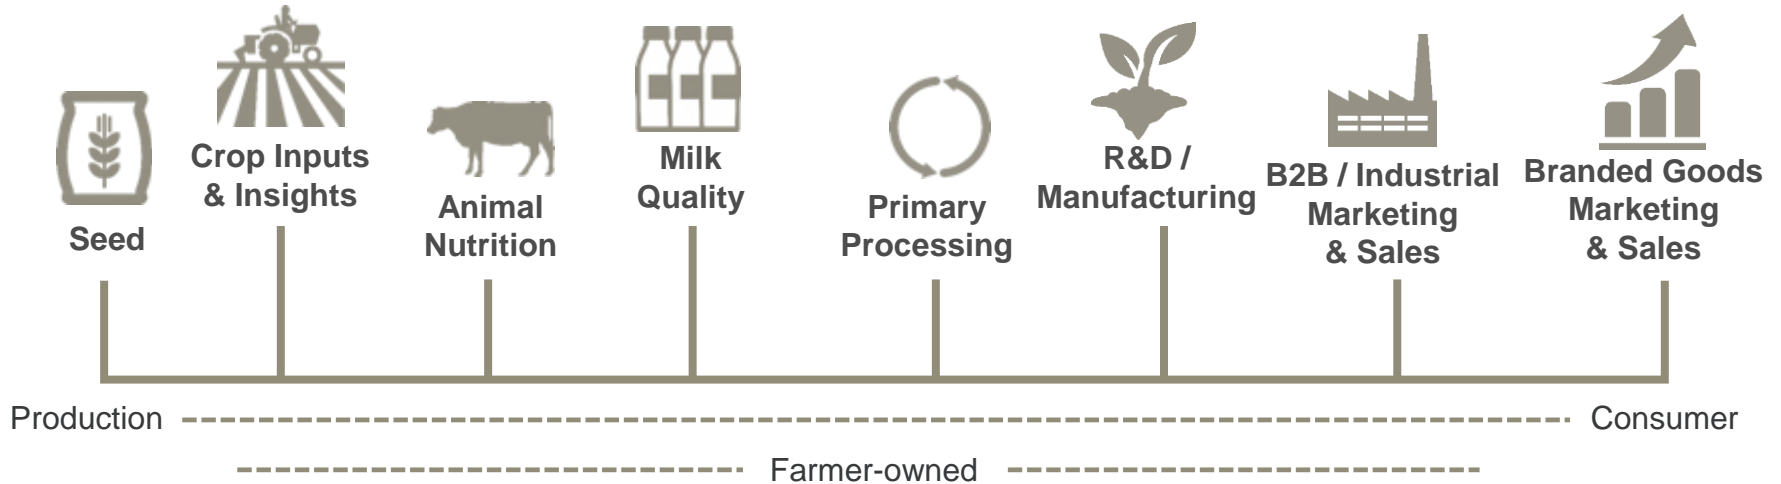 Seed
Crop Inputs
& Insights
Animal
Nutrition
Milk
Quality
Primary
Processing
R&D /
Manufacturing
B2B / Industrial
Marketing
& Sales
Branded Goods
Marketing
& Sales
Production
Consumer
Farmer-owned